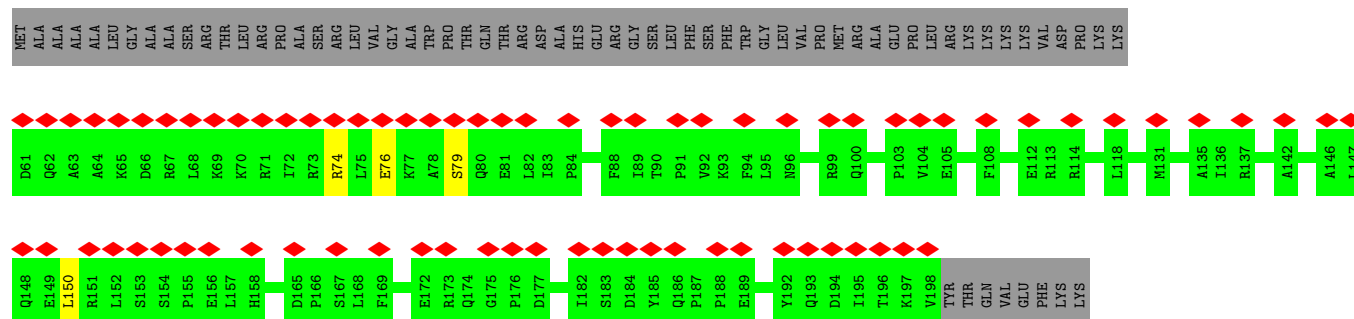 MET ALA ALA ALA ALA LEU GLY ALA ALA SER ARG THR LEU ARG PRO ALA SER ARG LEU VAL GLY ALA TRP PRO THR GLN THR ARG ASP ALA HIS GLU ARG GLY SER LEU PHE SER PHE TRP GLY LEU VAL PRO MET ARG ALA GLU PRO LEU ARG LYS LYS LYS LYS VAL ASP PRO LYS LYS
D61 Q62 A63 A64 K65 D66 R67 L68 K69 K70 R71 I72 R73 R74 L75 E76 K77 A78 S79 Q80 E81 L82 I83 P84 F88 I89 T90 P91 V92 K93 F94 L95 N96 R99 Q100 P103 V104 E105 F108 E112 R113 R114 L118 M131 A135 I136 R137 A142 A146 L147
Q148 E149 L150 R151 L152 S153 S154 P155 E156 L157 H158 D165 P166 S167 L168 F169 E172 R173 Q174 G175 P176 D177 I182 S183 D184 Y185 Q186 P187 P188 E189 Y192 Q193 D194 I195 T196 K197 V198 TYR THR GLN VAL GLU PHE LYS LYS